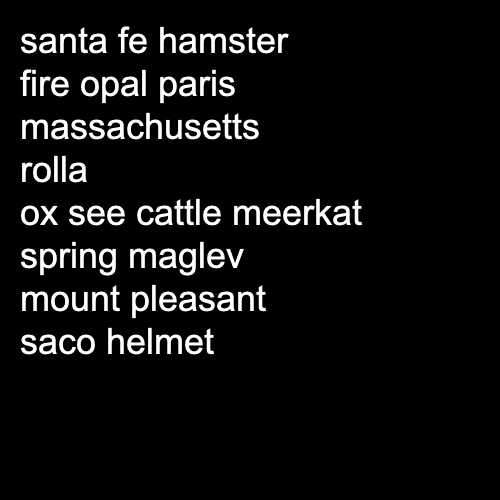 santa fe hamster
fire opal paris
massachusetts
rolla
ox see cattle meerkat
spring maglev
mount pleasant
saco helmet